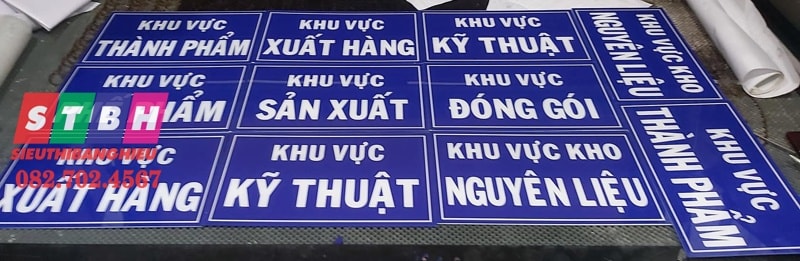 KHU VỰC
THÀNH PHẨM
KHU VỰC
XUẤT HÀNG
KHU VỰC
KỸ THUẬT
KHU VỰC KHO
NGUYÊN LIỆU
KHU VỰC
PHẨM
KHU VỰC
SẢN XUẤT
KHU VỰC
ĐÓNG GÓI
KHU VỰC
THÀNH PHẨM
STBH
SIEUTHIBANGHIEU
082.702.4567
KHU VỰC
XUẤT HÀNG
KHU VỰC
KỸ THUẬT
KHU VỰC KHO
NGUYÊN LIỆU